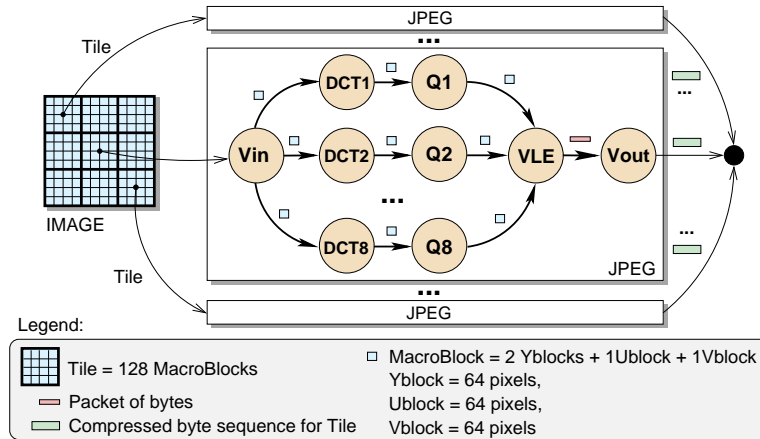 JPEG
...
Tile
DCT1
Q1
...
Vin
DCT2
Q2
VLE
Vout
...
IMAGE
DCT8
Q8
...
JPEG
Tile
...
JPEG
Legend:
Tile = 128 MacroBlocks
Packet of bytes
Compressed byte sequence for Tile
MacroBlock = 2 Yblocks + 1Ublock + 1Vblock
Yblock = 64 pixels,
Ublock = 64 pixels,
Vblock = 64 pixels